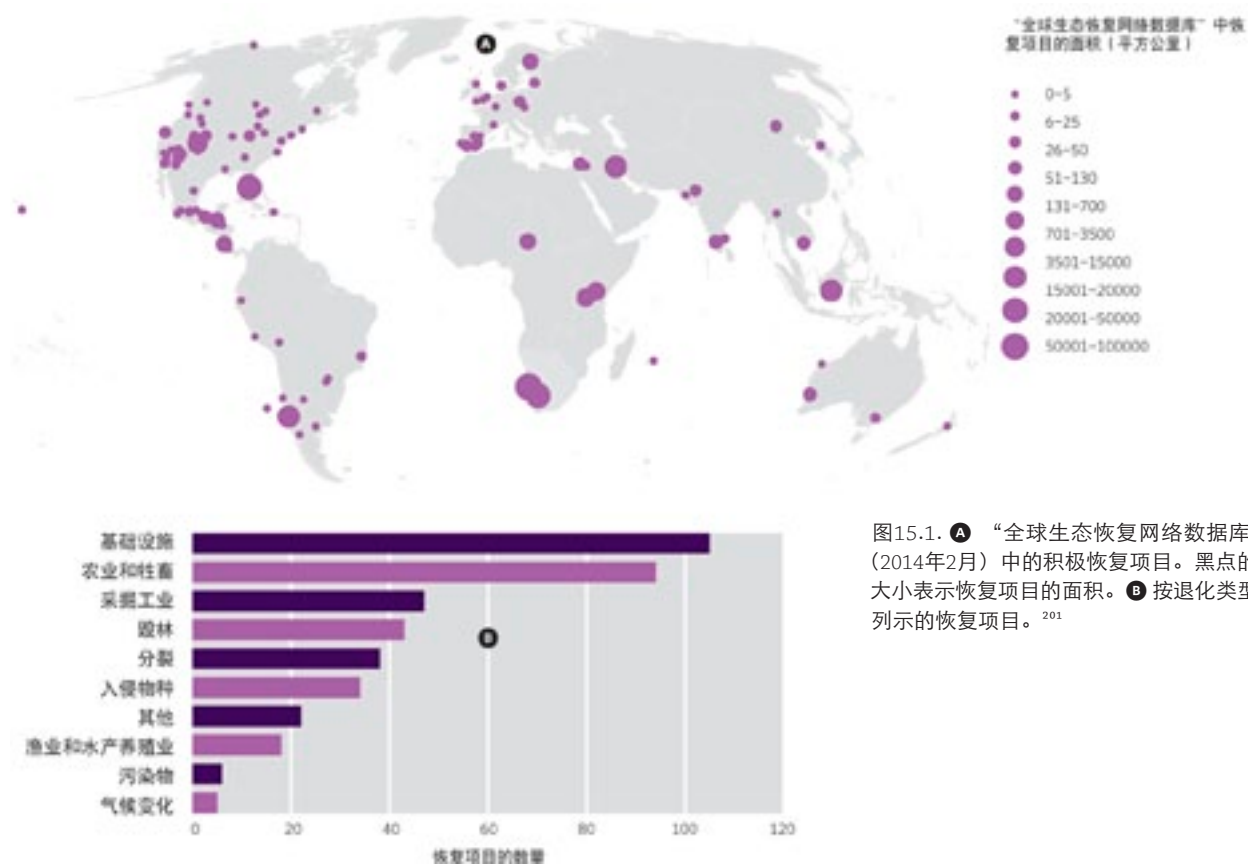 “全球生态恢复网络数据库”中恢
复项目的面积（平方公里）
0-5
6-25
26-50
51-130
131-700
701-3500
3501-15000
15001-20000
20001-50000
50001-100000
A
基础设施
农业和牲畜
采掘工业
毁林
分裂
入侵物种
其他
渔业和水产养殖业
污染物
气候变化
B
0 20 40 60 80 100 120
恢复项目的数量
图15.1. A “全球生态恢复网络数据库
(2014年2月）中的积极恢复项目。黑点的
大小表示恢复项目的面积。B 按退化类型
列示的恢复项目。201